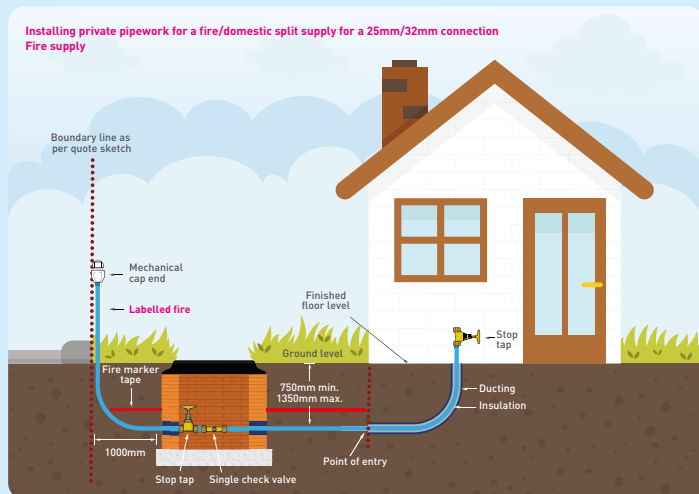 Installing private pipework for a fire/domestic split supply for a 25mm/32mm connection
Fire supply
Boundary line as
per quote sketch
Mechanical
cap end
Labelled fire
Finished
floor level
Stop
tap
Ground level
Fire marker
tape
750mm min.
1350mm max.
Ducting
Insulation
1000mm
Point of entry
Stop tap
Single check valve